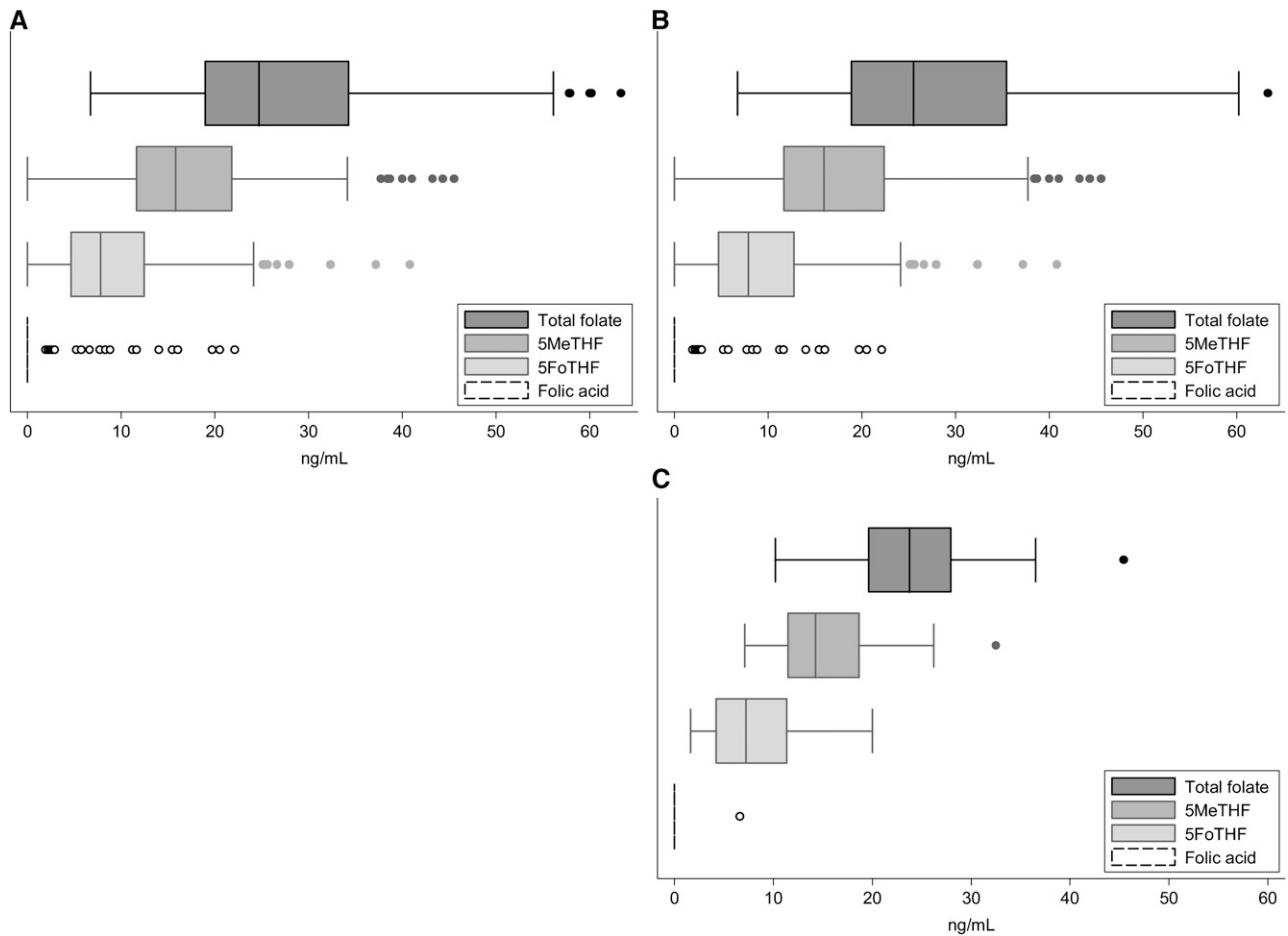 A
Total folate
5MeTHF
5FoTHF
Folic acid
0 10 20 30 40 50 60
ng/mL
B
Total folate
5MeTHF
5FoTHF
Folic acid
0 10 20 30 40 50 60
ng/mL
C
Total folate
5MeTHF
5FoTHF
Folic acid
0 10 20 30 40 50 60
ng/mL